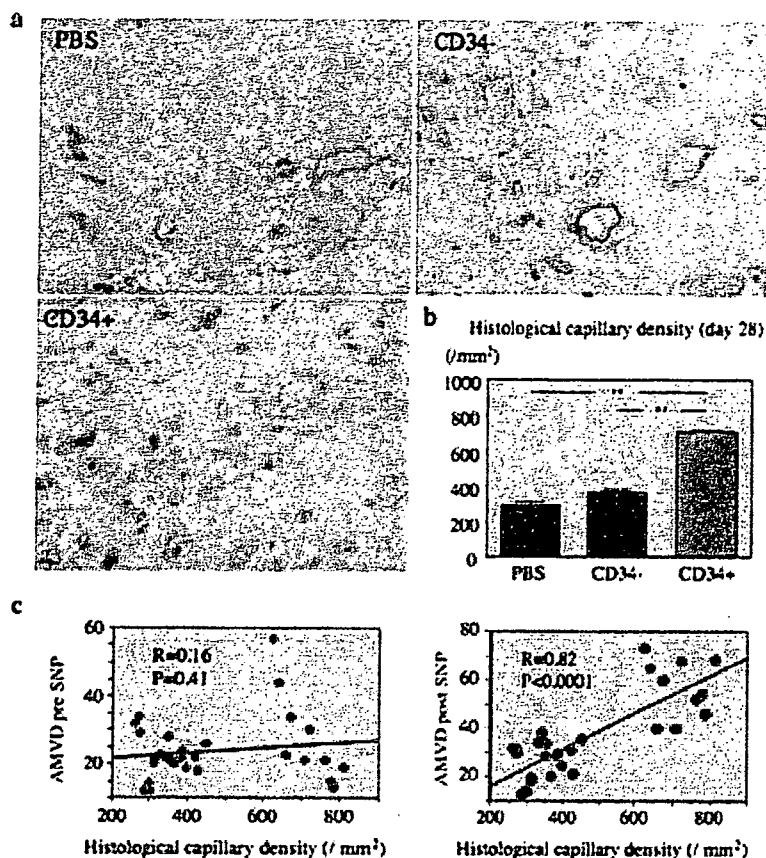 a
PBS
CD34-
CD34+
b
Histological capillary density (day 28)
(/mm²)
1000
800
600
400
200
0
**
**
PBS
CD34-
CD34+
c
AMVD pre SNP
60
40
20
R=0.16
P=0.41
200
400
600
800
Histological capillary density (/ mm²)
AMVD post SNP
80
60
40
20
R=0.82
P<0.0001
200
400
600
800
Histological capillary density (/ mm²)